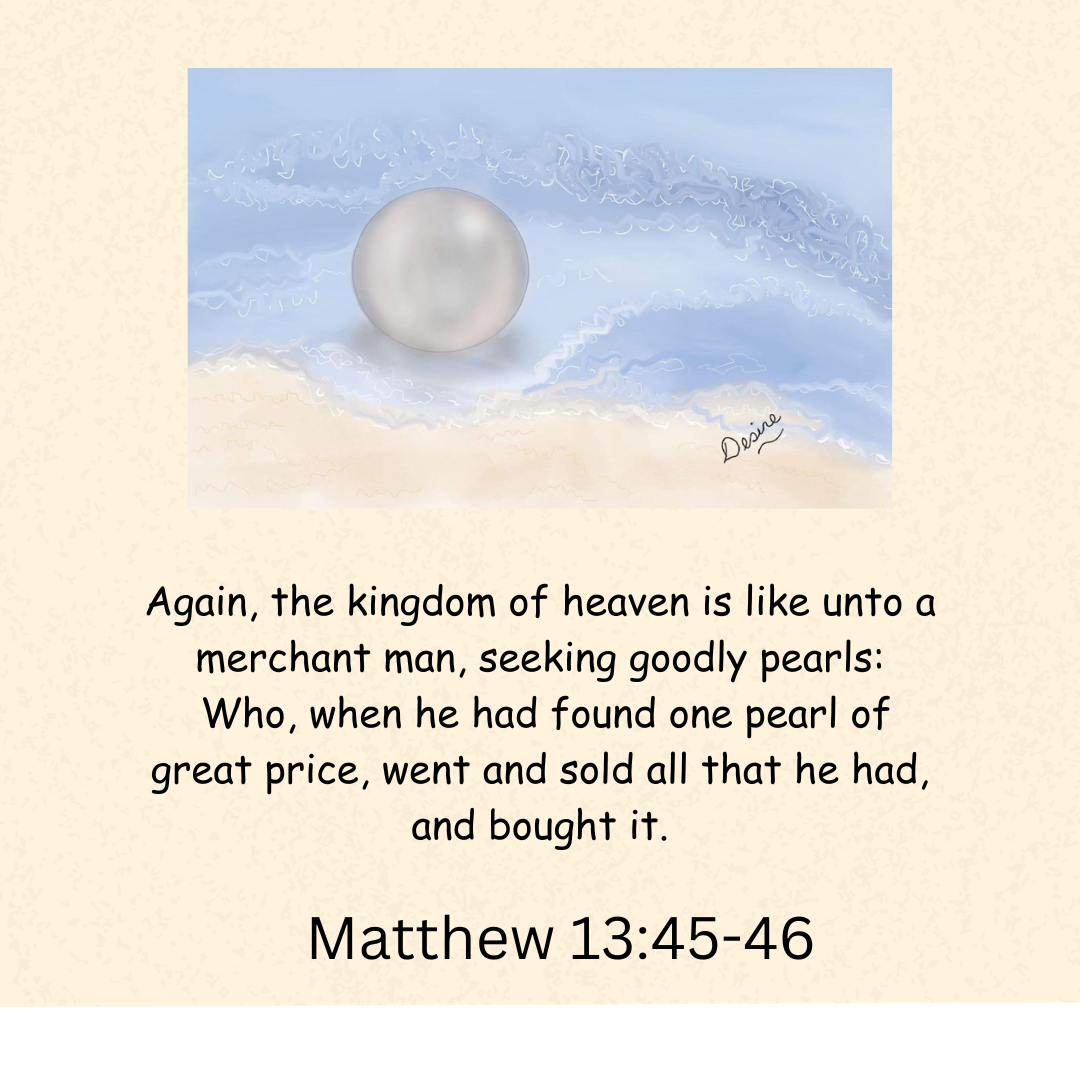 Desire
Again, the kingdom of heaven is like unto a
merchant man, seeking goodly pearls:
Who, when he had found one pearl of
great price, went and sold all that he had,
and bought it.
Matthew 13:45-46